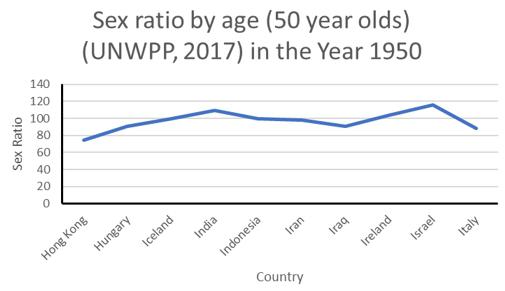 Sex ratio by age (50 year olds)
(UNWPP, 2017) in the Year 1950
140
120
100
80
60
40
20
0
Sex Ratio
Hong Kong
Hungary
Iceland
India
Indonesia
Iran
Iraq
Ireland
Israel
Italy
Country